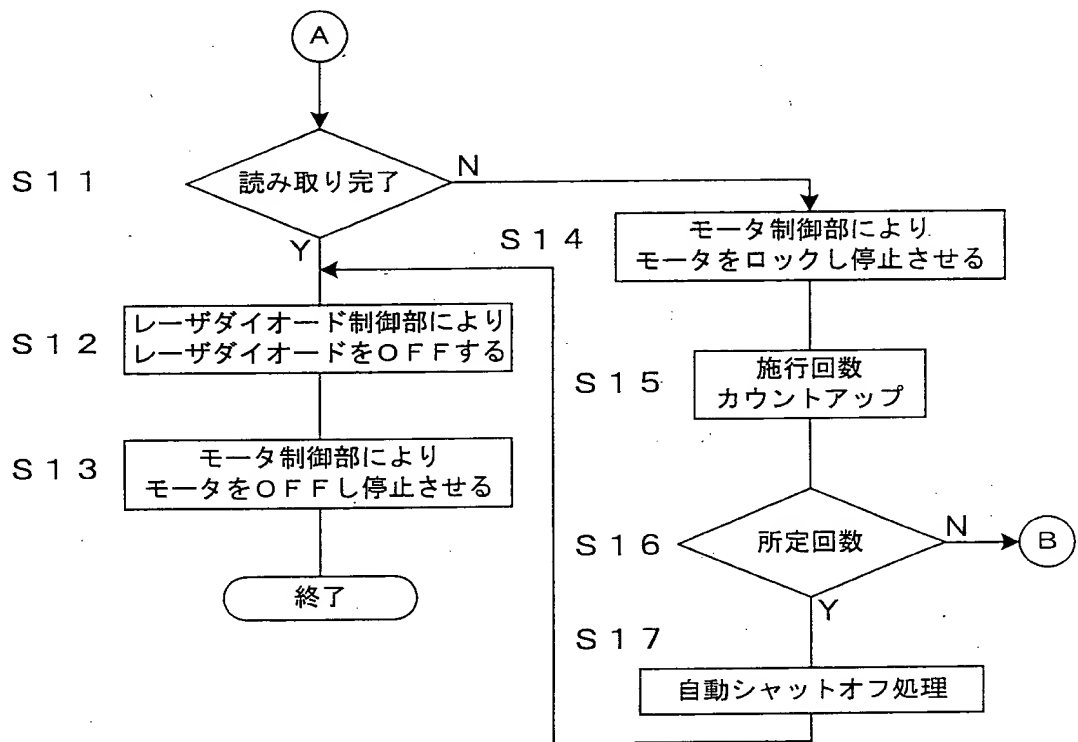 A
S11
読み取り完了
N
Y
S12
レーザダイオード制御部により
レーザダイオードをOFFする
S13
モータ制御部により
モータをOFFし停止させる
終了
S14
モータ制御部により
モータをロックし停止させる
S15
施行回数
カウントアップ
S16
所定回数
N
B
Y
S17
自動シャットオフ処理